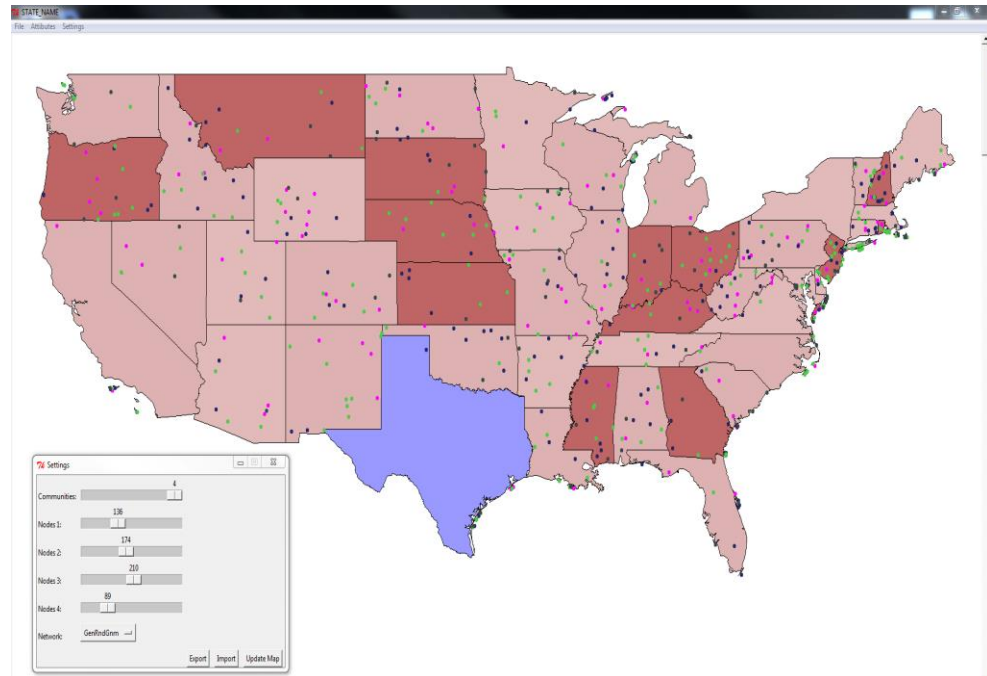 STATE_NAME
File Attributes Settings
Settings
4
Communities:
136
Nodes 1:
174
Nodes 2:
210
Nodes 3:
89
Nodes 4:
Network: GenRndGnm
Export Import Update Map